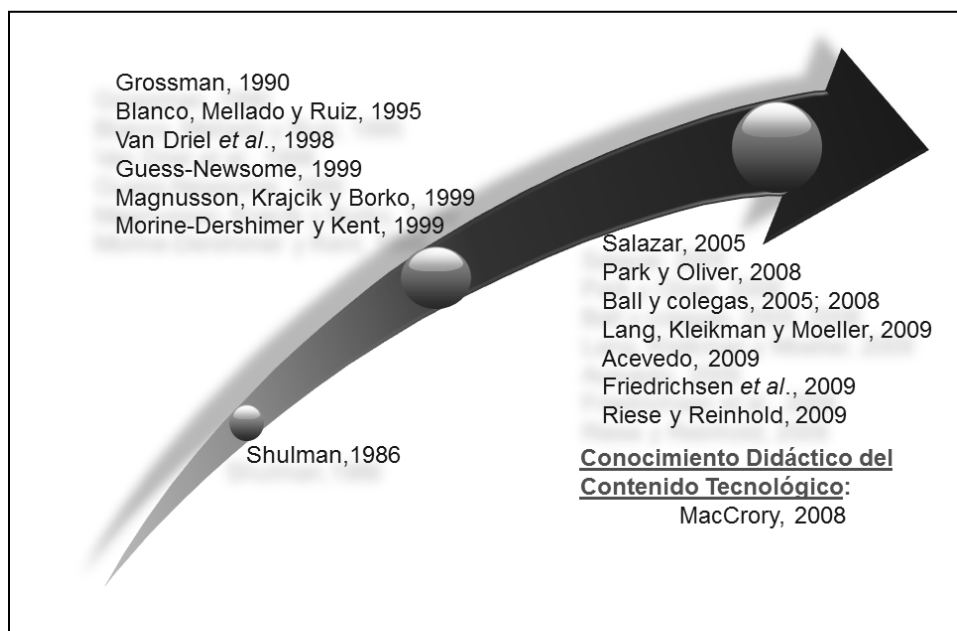 Grossman, 1990
Blanco, Mellado y Ruiz, 1995
Van Driel et al., 1998
Guess-Newsome, 1999
Magnusson, Krajcik y Borko, 1999
Morine-Dershimer y Kent, 1999
Shulman,1986
Salazar, 2005
Park y Oliver, 2008
Ball y colegas, 2005; 2008
Lang, Kleikman y Moeller, 2009
Acevedo, 2009
Friedrichsen et al., 2009
Riese y Reinhold, 2009
Conocimiento Didáctico del
Contenido Tecnológico:
MacCrory, 2008